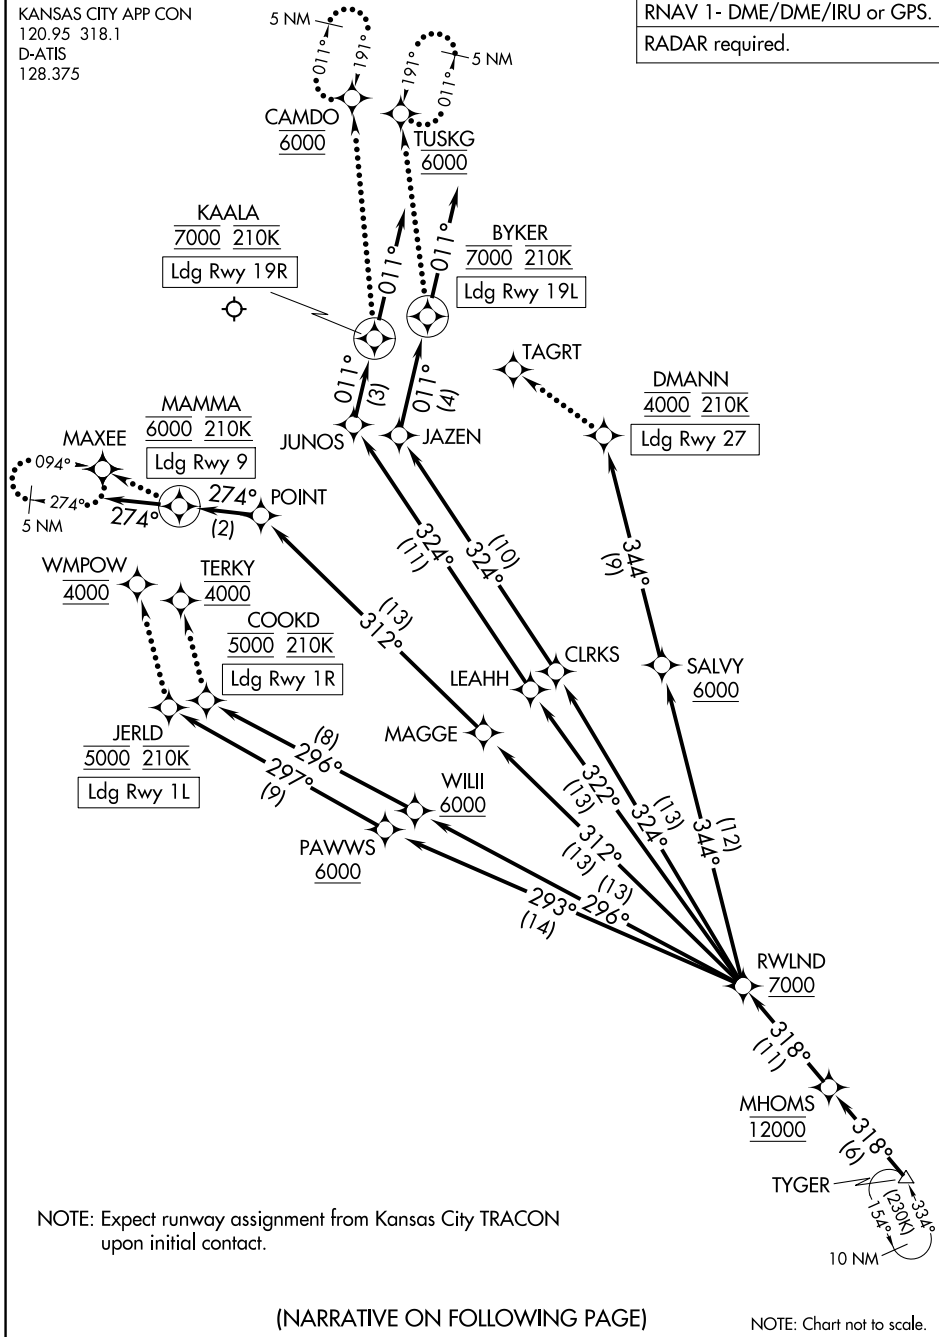 KANSAS CITY APP CON
120.95 318.1
D-ATIS
128.375
RNAV 1- DME/DME/IRU or GPS.
RADAR required.
5 NM
011°
191°
5 NM
191°
011°
CAMDO
6000
TUSKG
6000
KAALA
7000 210K
Ldg Rwy 19R
011°
011°
BYKER
7000 210K
Ldg Rwy 19L
TAGRT
DMANN
4000 210K
Ldg Rwy 27
011°
(3)
011°
(4)
JUNOS
JAZEN
MAMMA
6000 210K
Ldg Rwy 9
MAXEE
094°
274°
5 NM
274°
274°
(2)
POINT
WMPOW
4000
TERKY
4000
COOKD
5000 210K
Ldg Rwy 1R
324°
(11)
(10)
324°
344°
(9)
(13)
312°
CLRKS
LEAHH
SALVY
6000
JERLD
5000 210K
Ldg Rwy 1L
MAGGE
(8)
296°
297°
(9)
WILII
6000
PAWWS
6000
322°
(13)
(13)
324°
(12)
344°
312°
(13)
(13)
296°
293°
(14)
RWLND
7000
318°
(11)
MHOMS
12000
318°
(6)
TYGER
(230K)
334°
154°
10 NM
NOTE: Expect runway assignment from Kansas City TRACON
upon initial contact.
(NARRATIVE ON FOLLOWING PAGE)
NOTE: Chart not to scale.